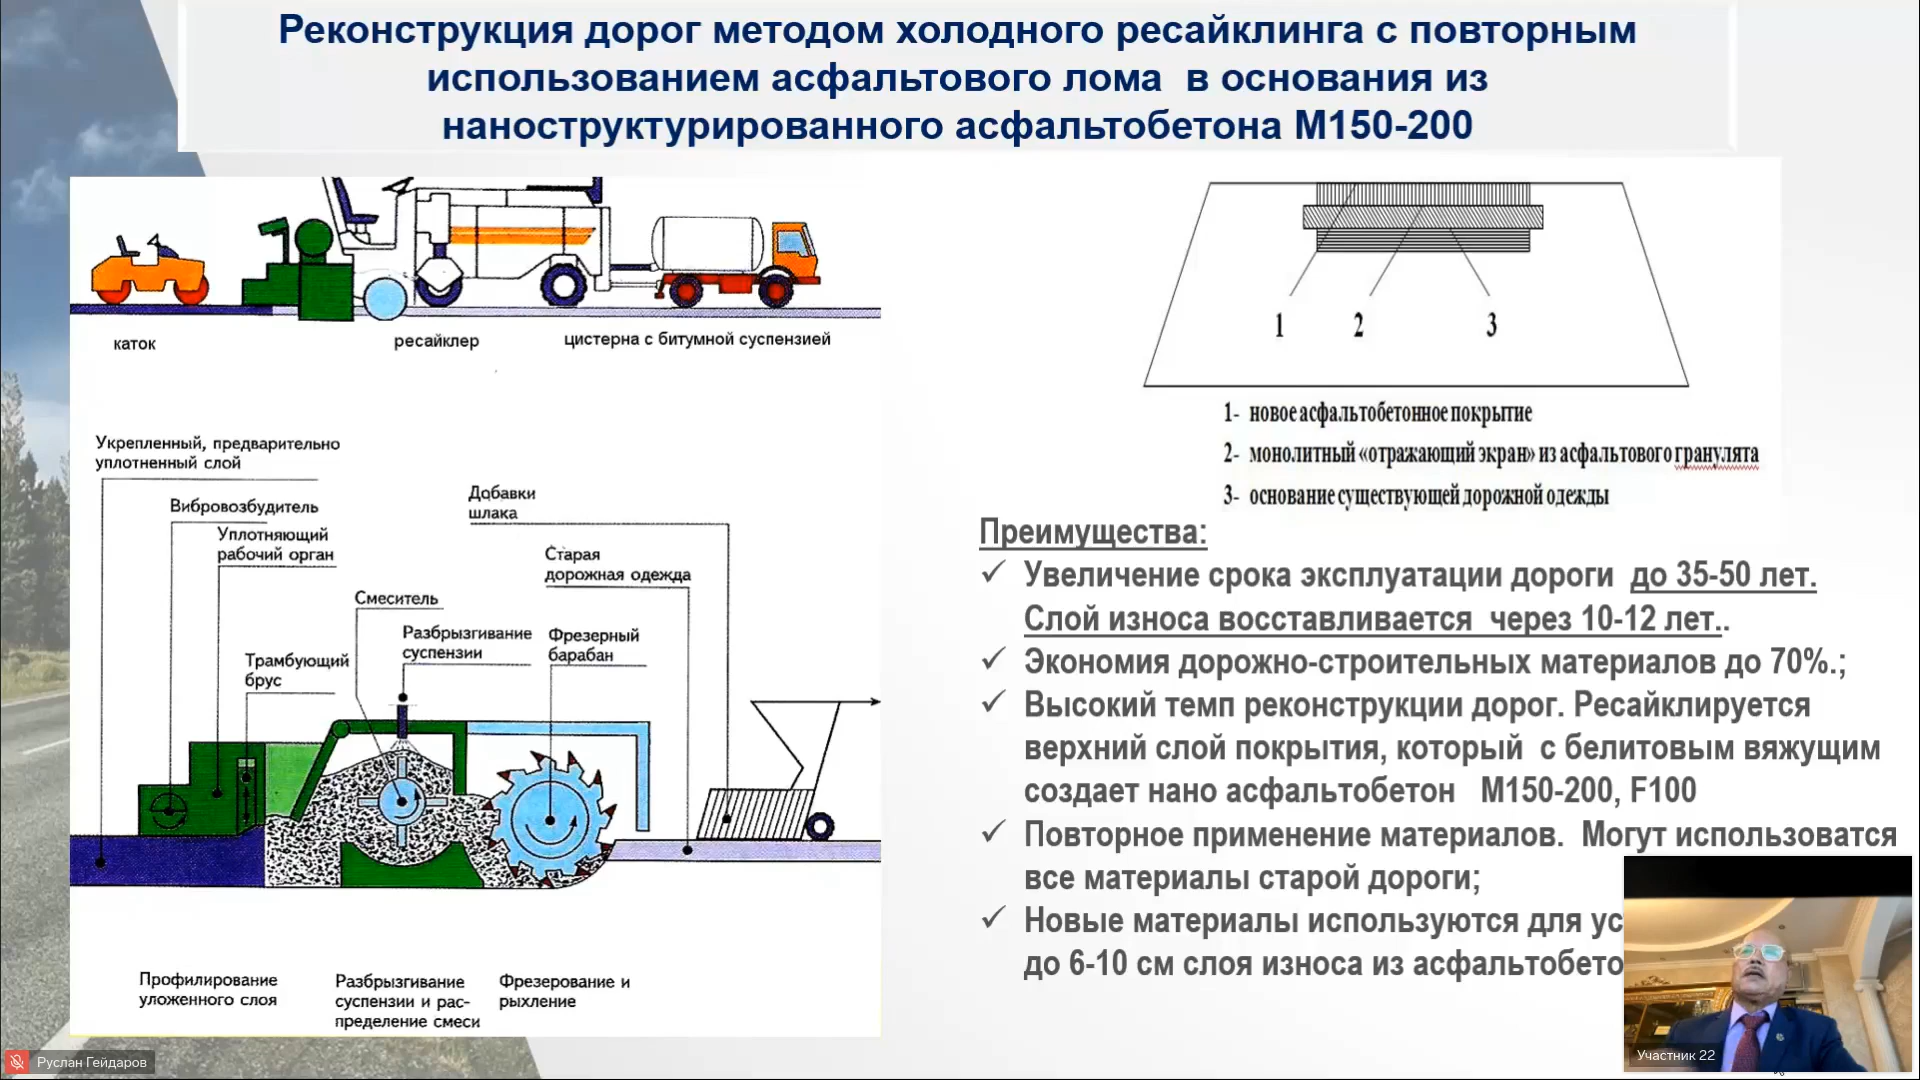 Реконструкция дорог методом холодного ресайклинга с повторным
использованием асфальтового лома в основания из
наноструктурированного асфальтобетона М150-200
каток
ресайклер
цистерна с битумной суспензией
Укрепленный, предварительно
уплотненный слой
Вибровозбудитель
Уплотняющий
рабочий орган
Добавки
шлака
Старая
дорожная одежда
Смеситель
Разбрызгивание
суспензии
Фрезерный
барабан
Трамбующий
брус
Профилирование
уложенного слоя
Разбрызгивание
суспензии и рас-
пределение смеси
Фрезерование и
рыхление
1
2
3
1- новое асфальтобетонное покрытие
2- монолитный «отражающий экран» из асфальтового гранулята
3- основание существующей дорожной одежды
Преимущества:
✓ Увеличение срока эксплуатации дороги до 35-50 лет.
Слой износа восставливается через 10-12 лет..
✓ Экономия дорожно-строительных материалов до 70%.;
✓ Высокий темп реконструкции дорог. Ресайклируется
верхний слой покрытия, который с белитовым вяжущим
создает нано асфальтобетон М150-200, F100
✓ Повторное применение материалов. Могут использоватся
все материалы старой дороги;
✓ Новые материалы используются для
до 6-10 см слоя износа из
Руслан Гейдаров
Участник 22